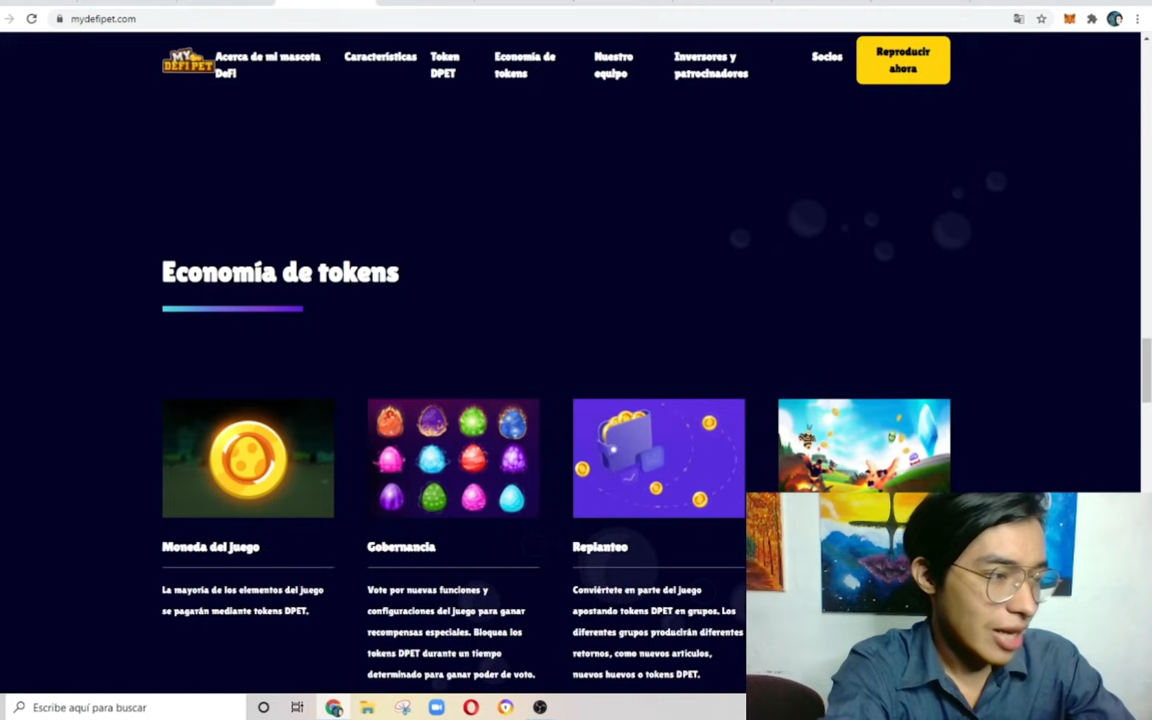 mydefipet.com
MY
DEFI PET
Acerca de mi mascota
DeFi
Características
Token
DPET
Economía de
tokens
Nuestro
equipo
Inversores y
patrocinadores
Socios
Reproducir
ahora
Economía de tokens
Moneda del juego
La mayoría de los elementos del juego
se pagarán mediante tokens DPET.
Gobernancia
Vote por nuevas funciones y
configuraciones del juego para ganar
recompensas especiales. Bloquea los
tokens DPET durante un tiempo
determinado para ganar poder de voto.
Replanteo
Conviértete en parte del juego
apostando tokens DPET en grupos. Los
diferentes grupos producirán diferentes
retornos, como nuevos artículos,
nuevos huevos o tokens DPET.
Escribe aquí para buscar